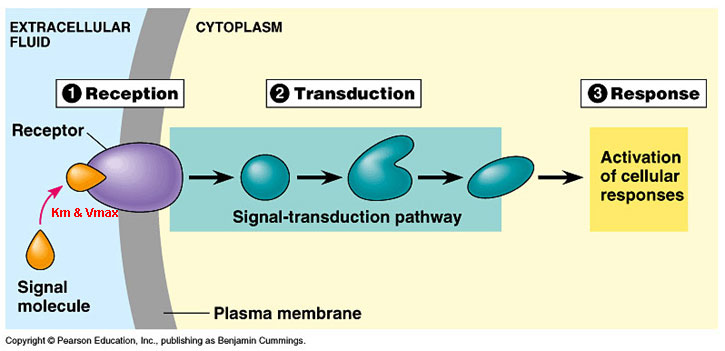 EXTRACELLULAR
FLUID
CYTOPLASM
1 Reception
2 Transduction
3 Response
Receptor
Km & Vmax
Signal
molecule
Signal-transduction pathway
Activation
of cellular
responses
Plasma membrane
Copyright © Pearson Education, Inc., publishing as Benjamin Cummings.